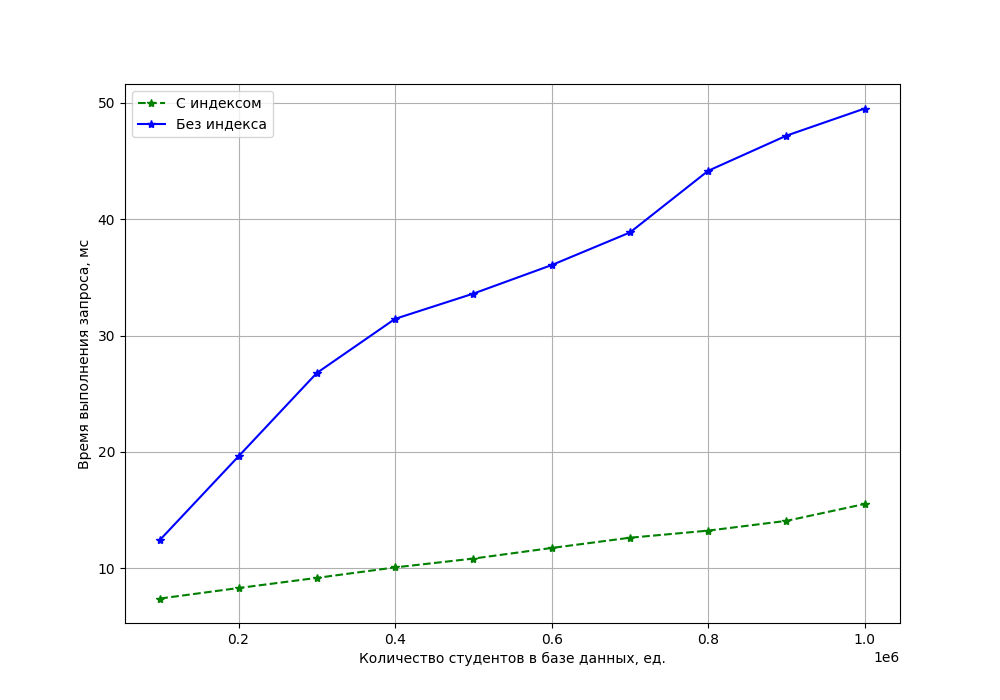 С индексом
Без индекса
50
40
30
20
10
Время выполнения запроса, мс
0.2 0.4 0.6 0.8 1.0
1e6
Количество студентов в базе данных, ед.